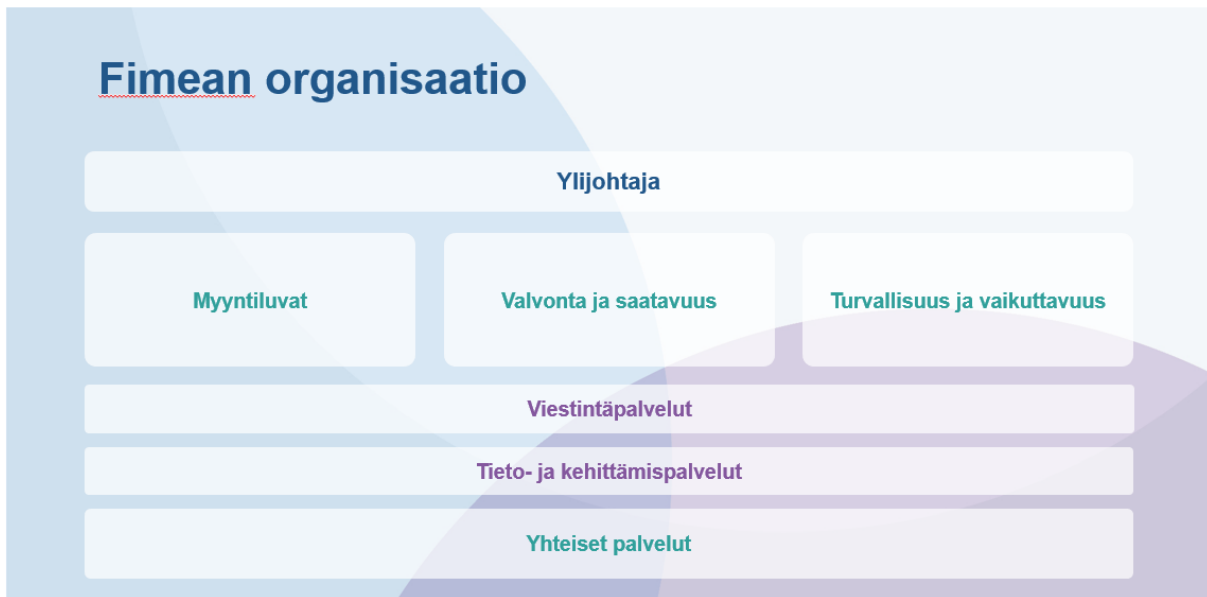 Fimean organisaatio
Ylijohtaja
Myyntiluvat
Valvonta ja saatavuus
Turvallisuus ja vaikuttavuus
Viestintäpalvelut
Tieto- ja kehittämispalvelut
Yhteiset palvelut